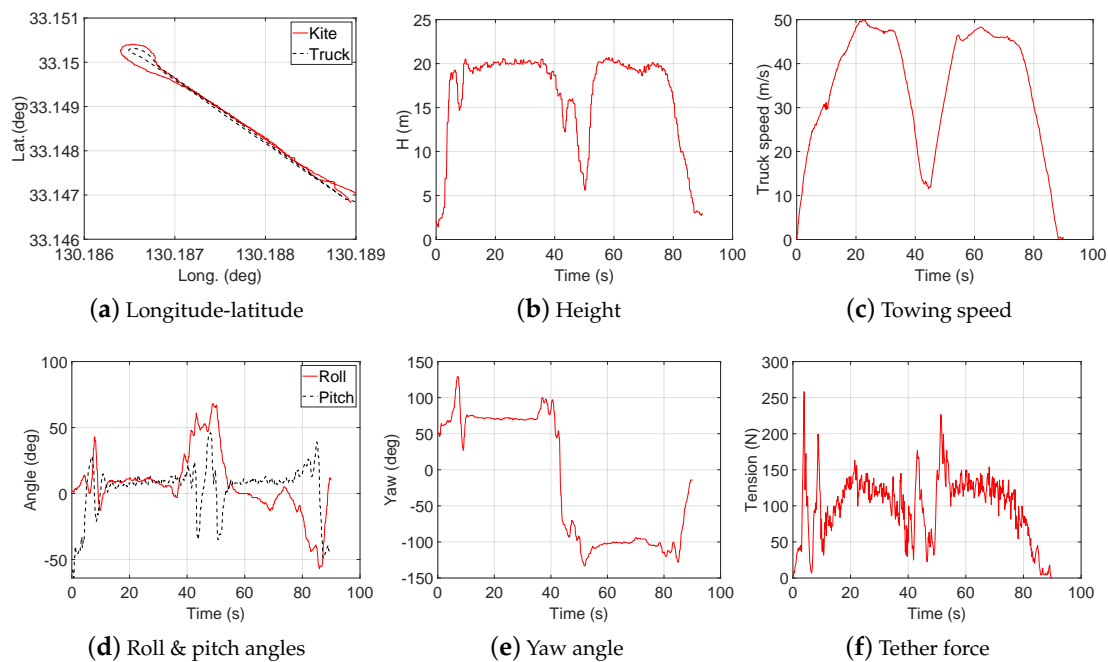 33.151
33.15
33.149
33.148
33.147
33.146
Lat.(deg)
130.186 130.187 130.188 130.189
Long. (deg)
Kite
Truck
(a) Longitude-latitude
25
20
15
10
5
0
H (m)
0 20 40 60 80 100
Time (s)
(b) Height
50
40
30
20
10
0
Truck speed (m/s)
0 20 40 60 80 100
Time (s)
(c) Towing speed
100
50
0
-50
Angle (deg)
0 20 40 60 80 100
Time (s)
Roll
Pitch
(d) Roll & pitch angles
150
100
50
0
-50
-100
-150
Yaw (deg)
0 20 40 60 80 100
Time (s)
(e) Yaw angle
300
250
200
150
100
50
0
Tension (N)
0 20 40 60 80 100
Time (s)
(f) Tether force